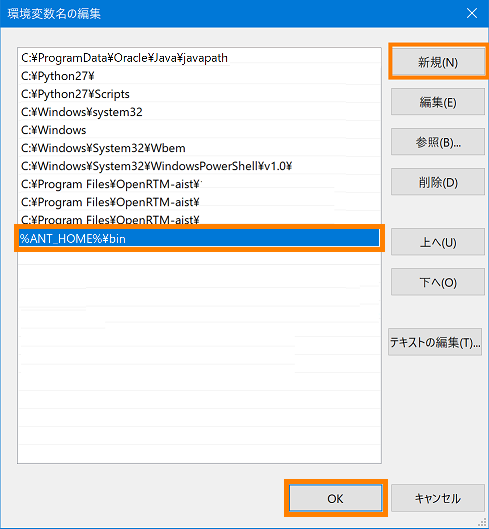 環境変数名の編集
C:¥ProgramData¥Oracle¥Java¥javapath
C:¥Python27¥
C:¥Python27¥Scripts
C:¥Windows¥system32
C:¥Windows
C:¥Windows¥System32¥Wbem
C:¥Windows¥System32¥WindowsPowerShell¥v1.0¥
C:¥Program Files¥OpenRTM-aist¥
C:¥Program Files¥OpenRTM-aist¥
C:¥Program Files¥OpenRTM-aist¥
%ANT_HOME%¥bin
新規(N)
編集(E)
参照(B)...
削除(D)
上へ(U)
下へ(O)
テキストの編集(T)...
OK
キャンセル